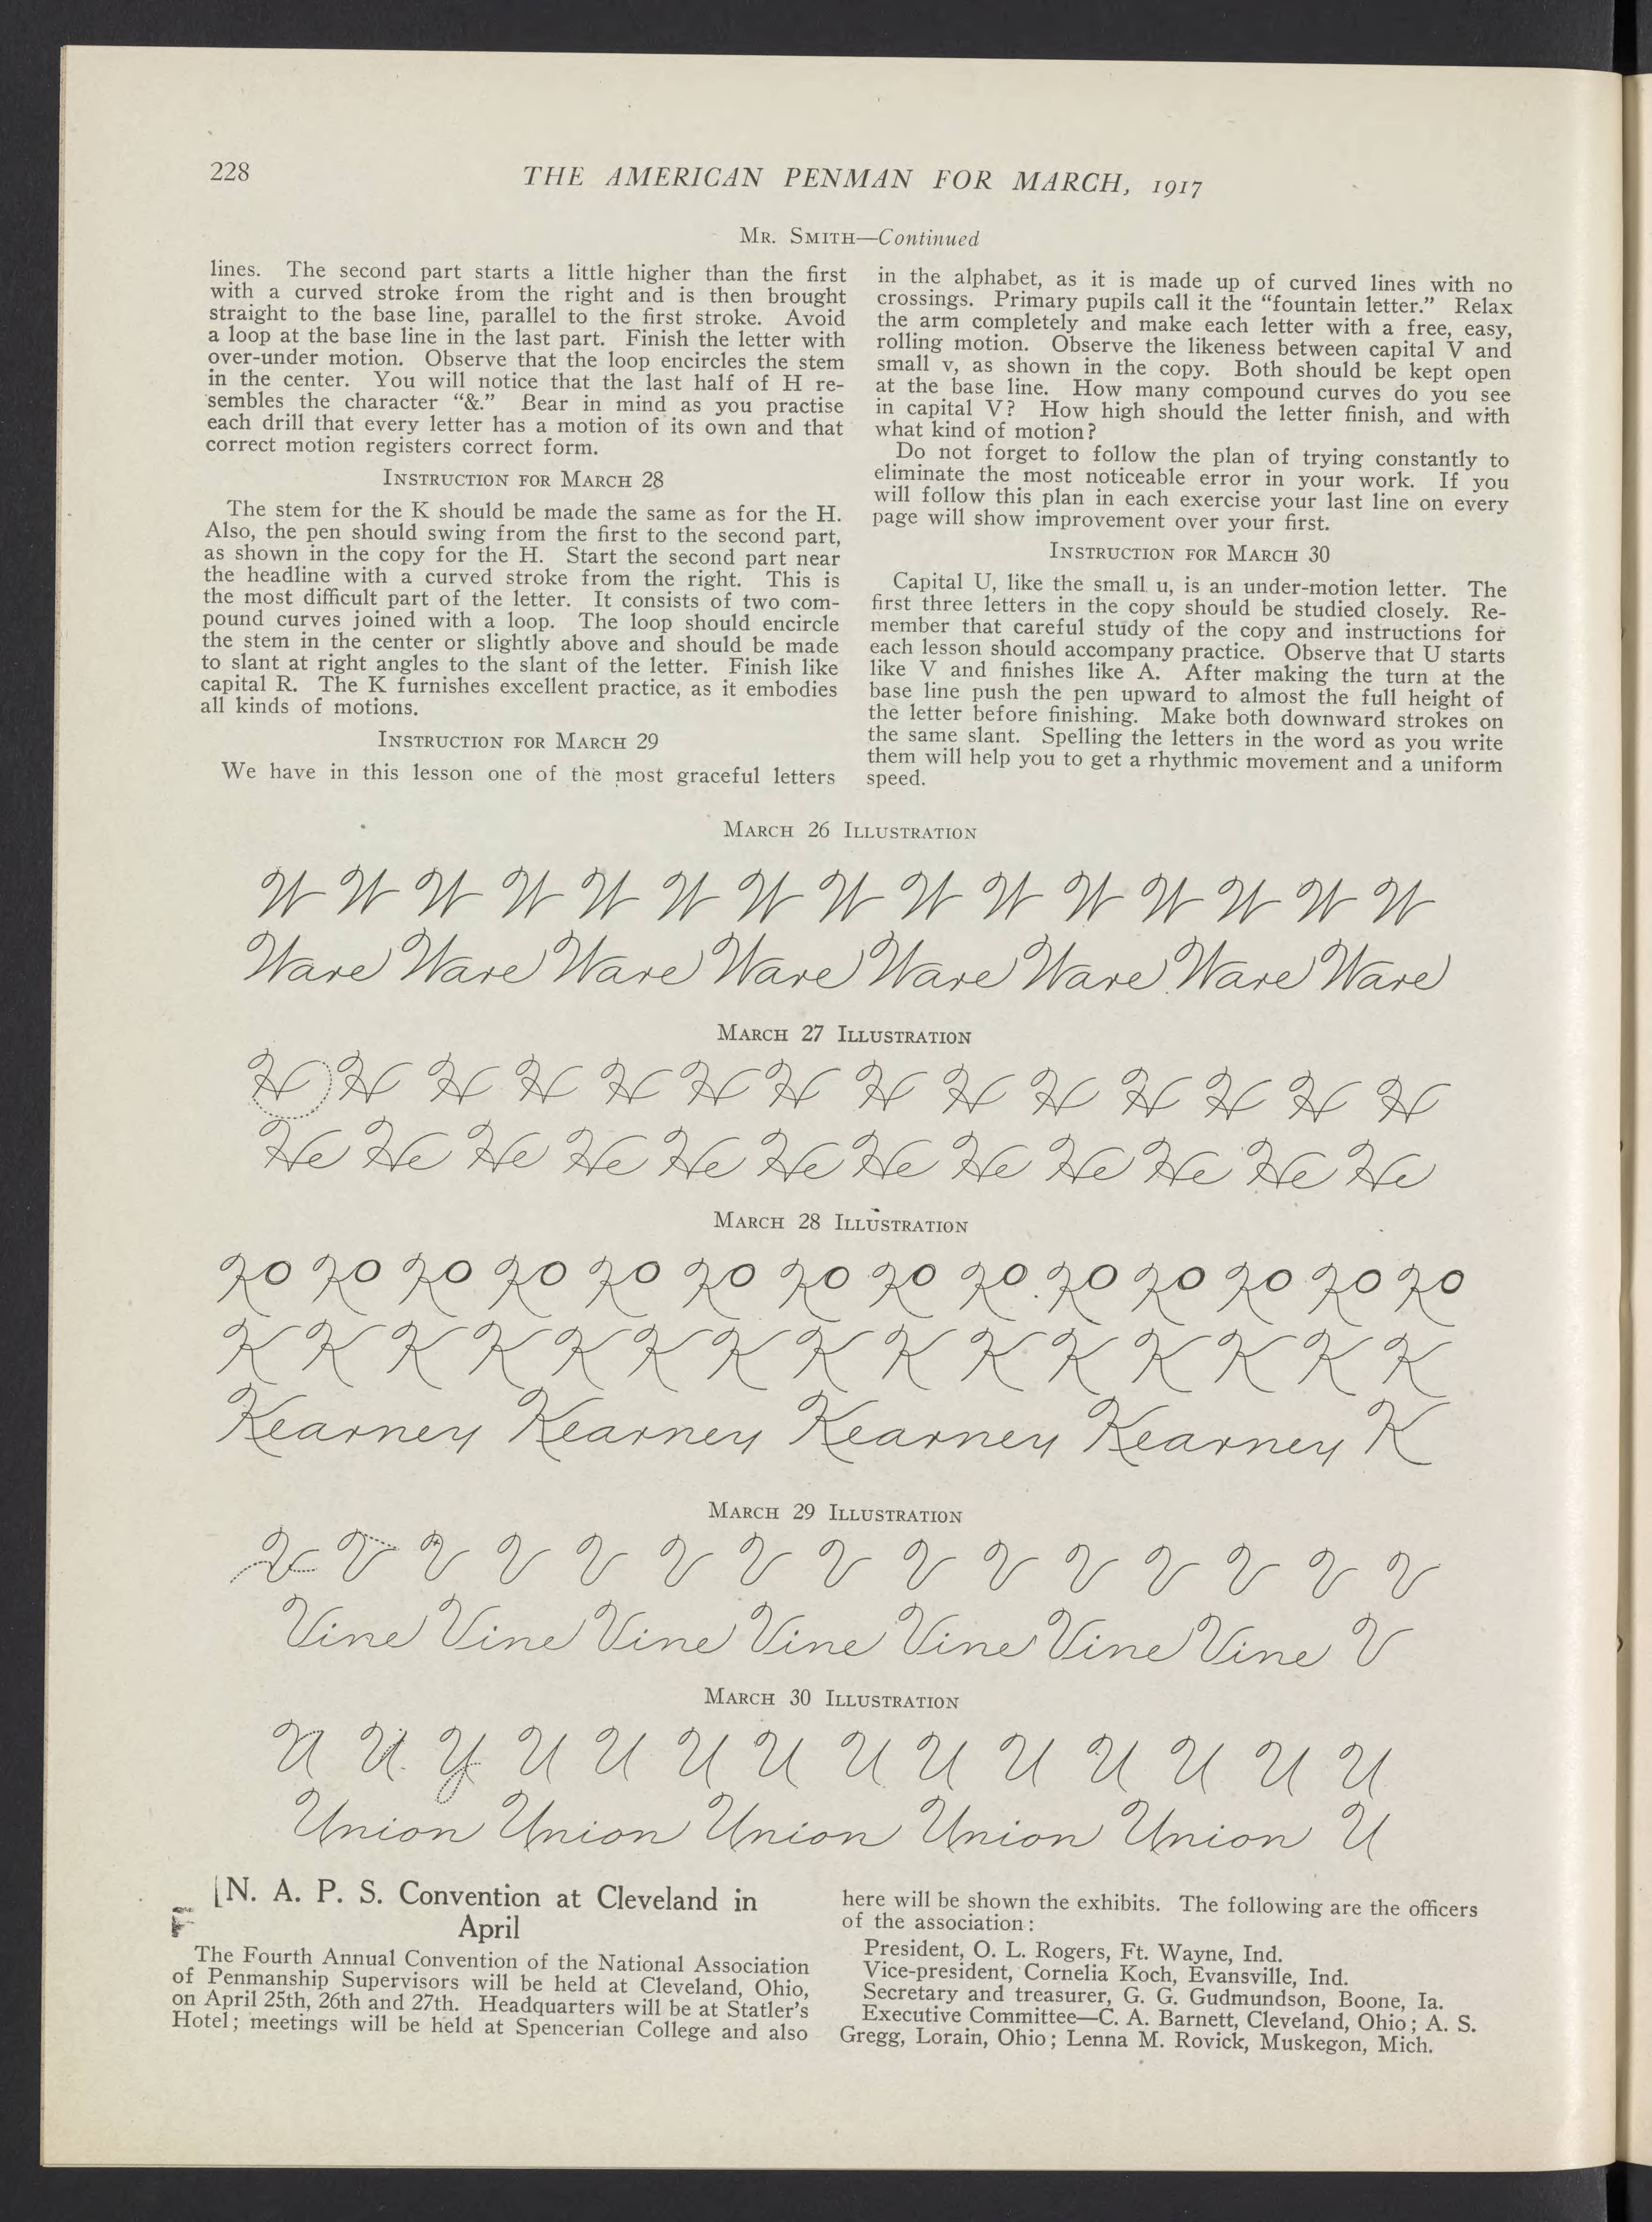 228
THE AMERICAN PENMAN FOR MARCH, 1917
MR. SMITH—Continued
lines. The second part starts a little higher than the first
with a curved stroke from the right and is then brought
straight to the base line, parallel to the first stroke. Avoid
a loop at the base line in the last part. Finish the letter with
over-under motion. Observe that the loop encircles the stem
in the center. You will notice that the last half of H re-
sembles the character “&.” Bear in mind as you practise
each drill that every letter has a motion of its own and that
correct motion registers correct form.
INSTRUCTION FOR MARCH 28
The stem for the K should be made the same as for the H.
Also, the pen should swing from the first to the second part,
as shown in the copy for the H. Start the second part near
the headline with a curved stroke from the right. This is
the most difficult part of the letter. It consists of two com-
pound curves joined with a loop. The loop should encircle
the stem in the center or slightly above and should be made
to slant at right angles to the slant of the letter. Finish like
capital R. The K furnishes excellent practice, as it embodies
all kinds of motions.
INSTRUCTION FOR MARCH 29
We have in this lesson one of the most graceful letters
in the alphabet, as it is made up of curved lines with no
crossings. Primary pupils call it the “fountain letter.” Relax
the arm completely and make each letter with a free, easy,
rolling motion. Observe the likeness between capital V and
small v, as shown in the copy. Both should be kept open
at the base line. How many compound curves do you see
in capital V? How high should the letter finish, and with
what kind of motion?
Do not forget to follow the plan of trying constantly to
eliminate the most noticeable error in your work. If you
will follow this plan in each exercise your last line on every
page will show improvement over your first.
INSTRUCTION FOR MARCH 30
Capital U, like the small u, is an under-motion letter. The
first three letters in the copy should be studied closely. Re-
member that careful study of the copy and instructions for
each lesson should accompany practice. Observe that U starts
like V and finishes like A. After making the turn at the
base line push the pen upward to almost the full height of
the letter before finishing. Make both downward strokes on
the same slant. Spelling the letters in the word as you write
them will help you to get a rhythmic movement and a uniform
speed.
MARCH 26 ILLUSTRATION
W W W W W W W W W W W W W W W
Ware Ware Ware Ware Ware Ware Ware Ware
MARCH 27 ILLUSTRATION
H H H H H H H H H H H H H H
He He He He He He He He He He He He
MARCH 28 ILLUSTRATION
K K K K K K K K K K K K K K K
Kearney Kearney Kearney Kearney K
MARCH 29 ILLUSTRATION
V V V V V V V V V V V V V V V
Vine Vine Vine Vine Vine Vine Vine V
MARCH 30 ILLUSTRATION
U U Y U U U U U U U U U U U
Union Union Union Union Union U
N. A. P. S. Convention at Cleveland in
April
The Fourth Annual Convention of the National Association
of Penmanship Supervisors will be held at Cleveland, Ohio,
on April 25th, 26th and 27th. Headquarters will be at Statler's
Hotel; meetings will be held at Spencerian College and also
here will be shown the exhibits. The following are the officers
of the association:
President, O. L. Rogers, Ft. Wayne, Ind.
Vice-president, Cornelia Koch, Evansville, Ind.
Secretary and treasurer, G. G. Gudmundson, Boone, Ia.
Executive Committee—C. A. Barnett, Cleveland, Ohio; A. S.
Gregg, Lorain, Ohio; Lenna M. Rovick, Muskegon, Mich.